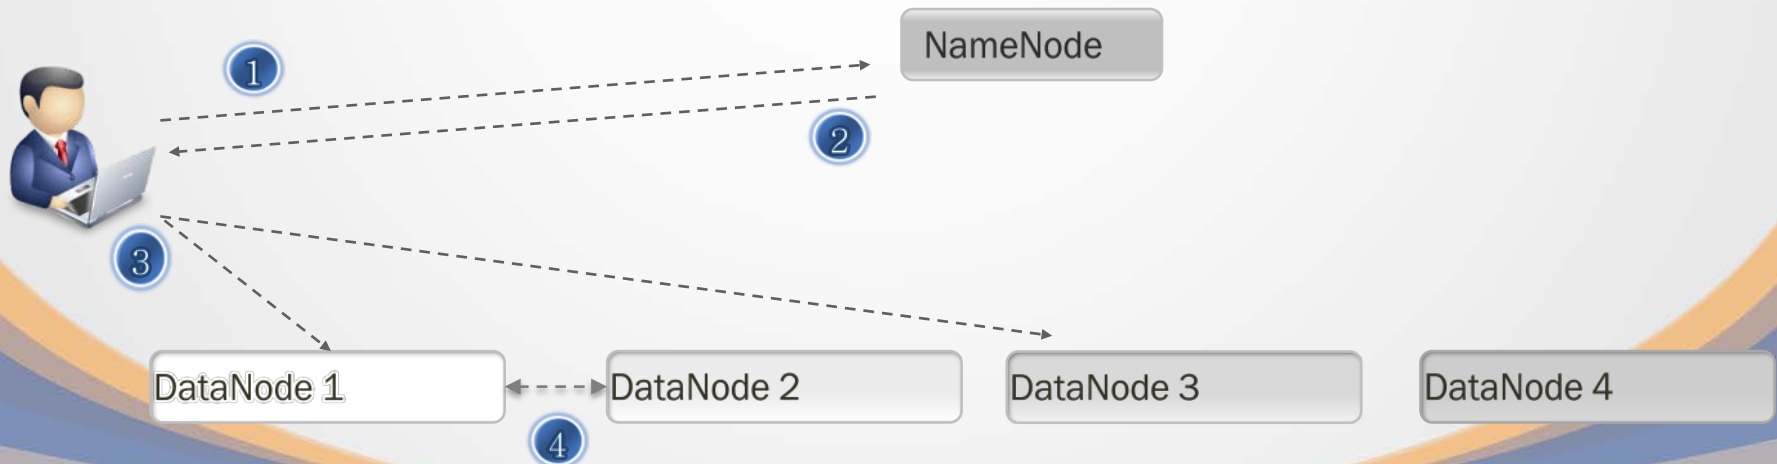 NameNode
1
2
3
DataNode 1
DataNode 2
DataNode 3
DataNode 4
4